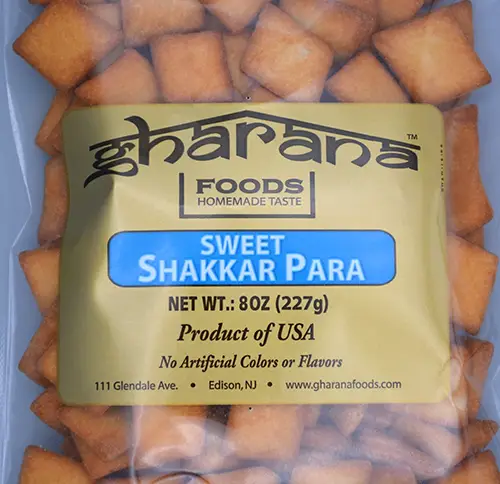 gharana™
FOODS
HOMEMADE TASTE
SWEET
SHAKKAR PARA
NET WT.: 8OZ (227g)
Product of USA
No Artificial Colors or Flavors
111 Glendale Ave. • Edison, NJ • www.gharanafoods.com